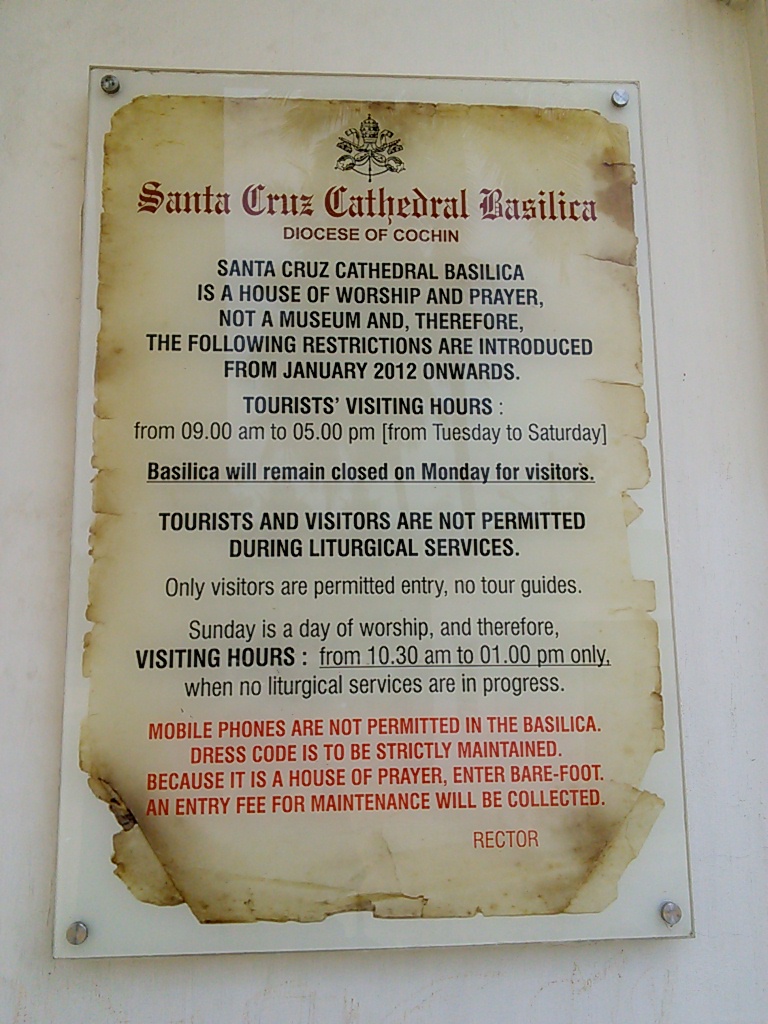 Santa Cruz Cathedral Basilica
DIOCESE OF COCHIN
SANTA CRUZ CATHEDRAL BASILICA
IS A HOUSE OF WORSHIP AND PRAYER,
NOT A MUSEUM AND, THEREFORE,
THE FOLLOWING RESTRICTIONS ARE INTRODUCED
FROM JANUARY 2012 ONWARDS.
TOURISTS' VISITING HOURS :
from 09.00 am to 05.00 pm [from Tuesday to Saturday]
Basilica will remain closed on Monday for visitors.
TOURISTS AND VISITORS ARE NOT PERMITTED
DURING LITURGICAL SERVICES.
Only visitors are permitted entry, no tour guides.
Sunday is a day of worship, and therefore,
VISITING HOURS : from 10.30 am to 01.00 pm only,
when no liturgical services are in progress.
MOBILE PHONES ARE NOT PERMITTED IN THE BASILICA.
DRESS CODE IS TO BE STRICTLY MAINTAINED.
BECAUSE IT IS A HOUSE OF PRAYER, ENTER BARE-FOOT.
AN ENTRY FEE FOR MAINTENANCE WILL BE COLLECTED.
RECTOR